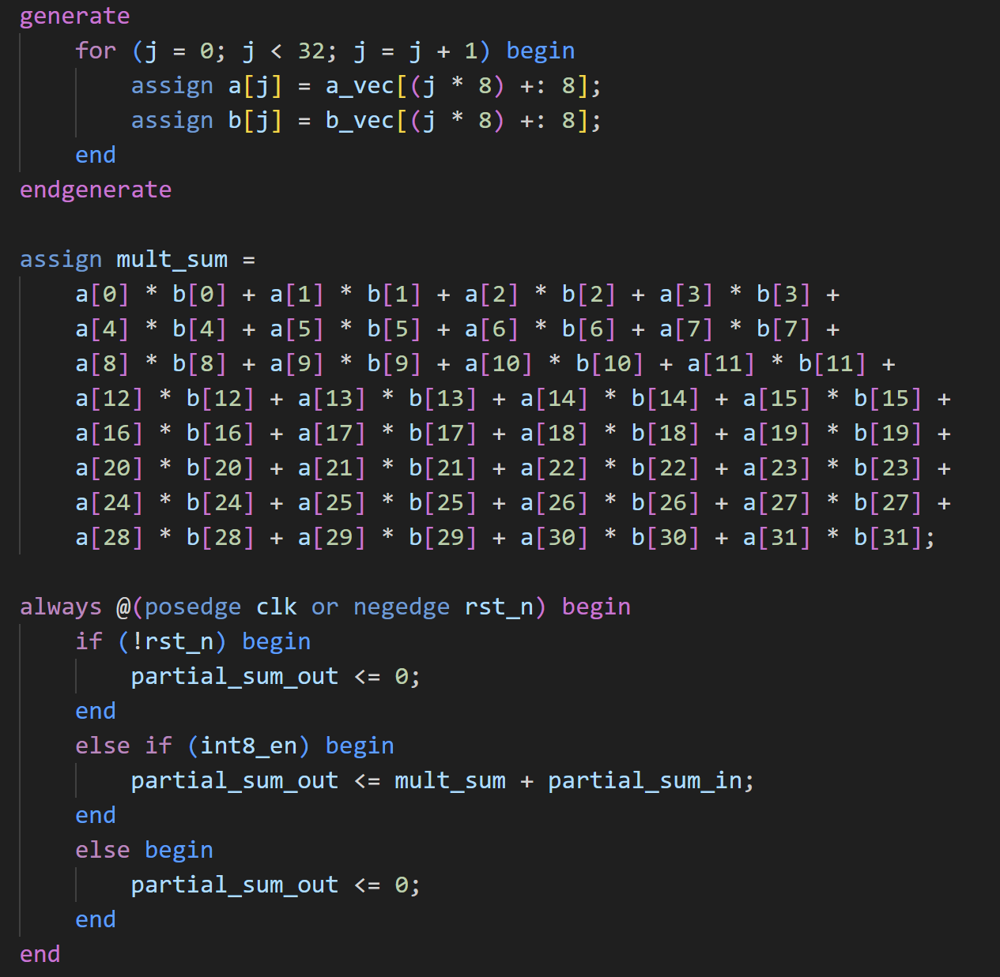 generate
for (j = 0; j < 32; j = j + 1) begin
assign a[j] = a_vec[(j * 8) +: 8];
assign b[j] = b_vec[(j * 8) +: 8];
end
endgenerate
assign mult_sum =
a[0] * b[0] + a[1] * b[1] + a[2] * b[2] + a[3] * b[3] +
a[4] * b[4] + a[5] * b[5] + a[6] * b[6] + a[7] * b[7] +
a[8] * b[8] + a[9] * b[9] + a[10] * b[10] + a[11] * b[11] +
a[12] * b[12] + a[13] * b[13] + a[14] * b[14] + a[15] * b[15] +
a[16] * b[16] + a[17] * b[17] + a[18] * b[18] + a[19] * b[19] +
a[20] * b[20] + a[21] * b[21] + a[22] * b[22] + a[23] * b[23] +
a[24] * b[24] + a[25] * b[25] + a[26] * b[26] + a[27] * b[27] +
a[28] * b[28] + a[29] * b[29] + a[30] * b[30] + a[31] * b[31];
always @(posedge clk or negedge rst_n) begin
if (!rst_n) begin
partial_sum_out <= 0;
end
else if (int8_en) begin
partial_sum_out <= mult_sum + partial_sum_in;
end
else begin
partial_sum_out <= 0;
end
end